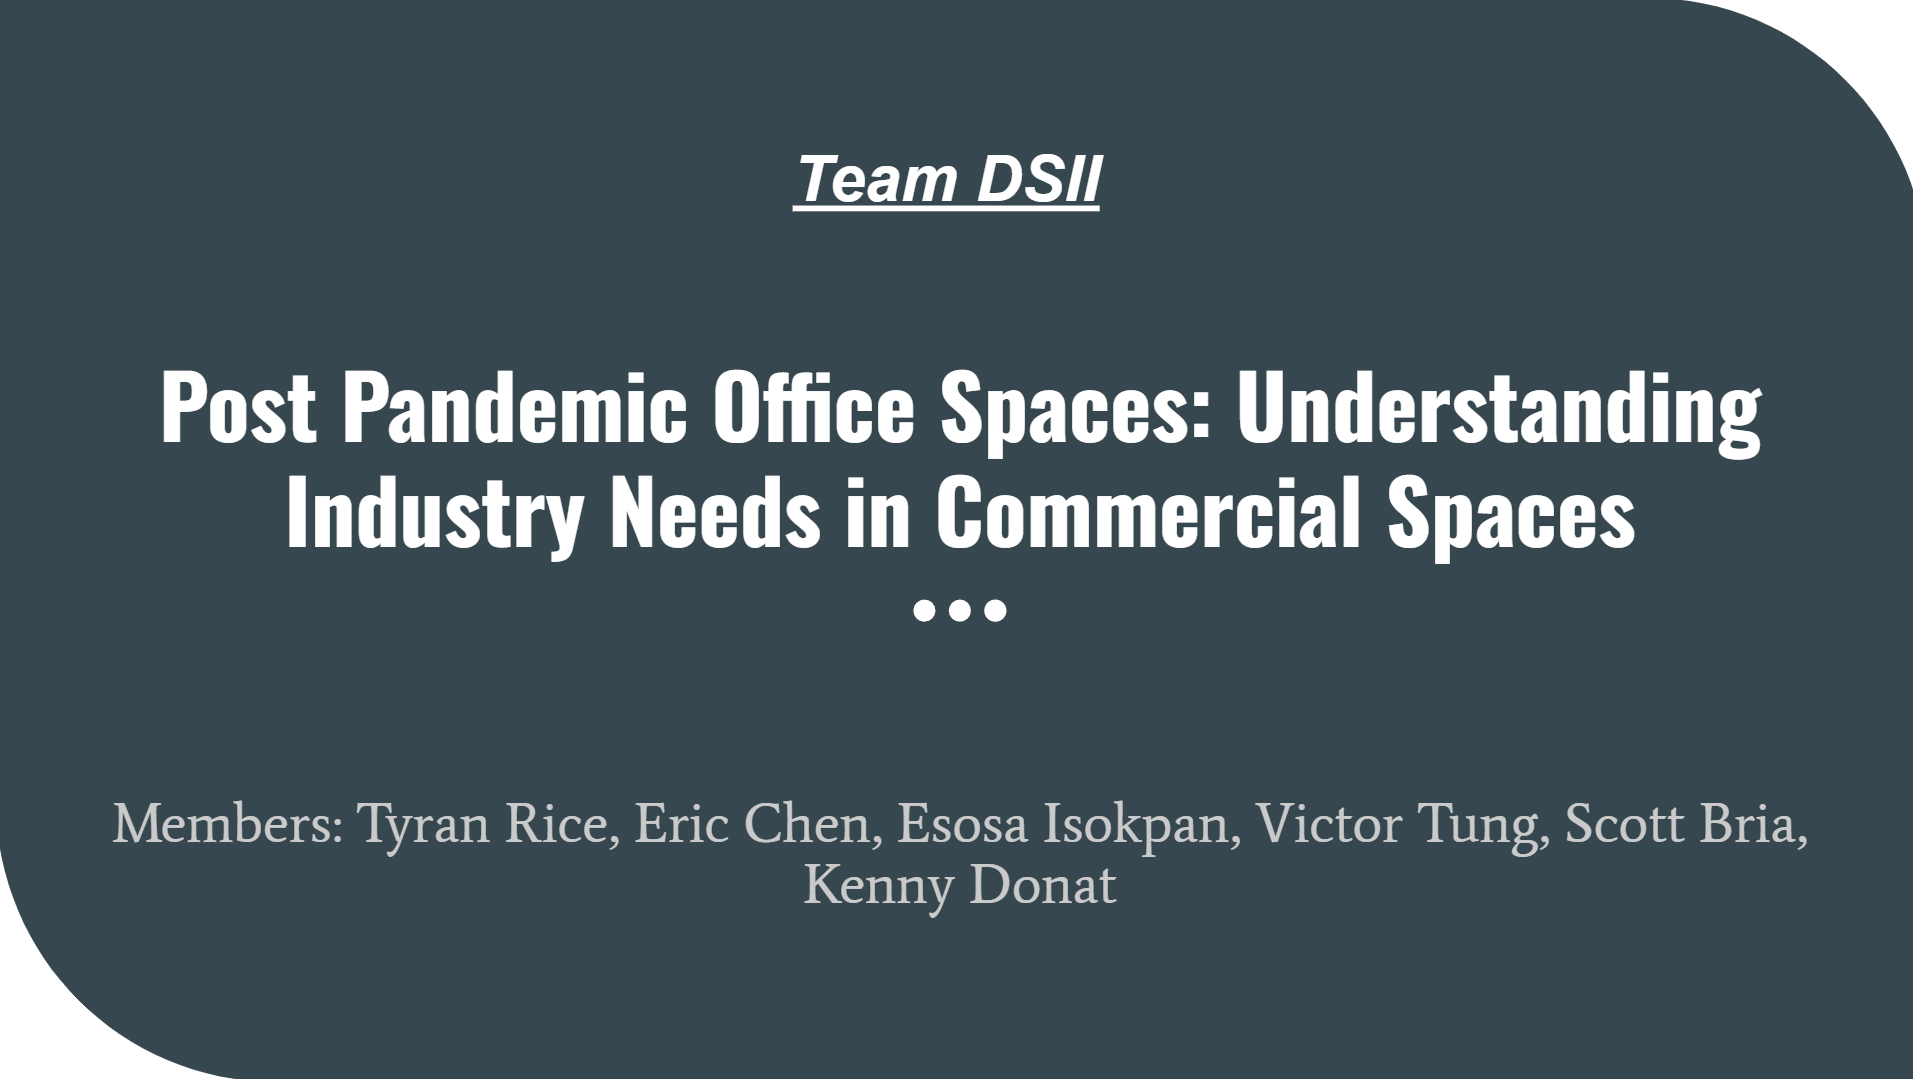 Team DSII
Post Pandemic Office Spaces: Understanding
Industry Needs in Commercial Spaces
Members: Tyran Rice, Eric Chen, Esosa Isokpan, Victor Tung, Scott Bria,
Kenny Donat